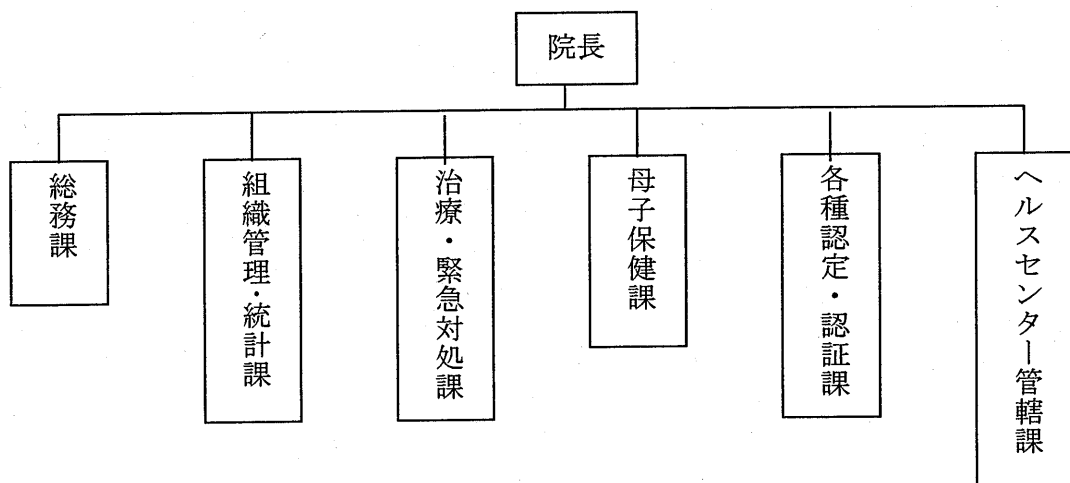 院長
総務課
組織管理・統計課
治療・緊急対処課
母子保健課
各種認定・認証課
ヘルスセンター管轄課